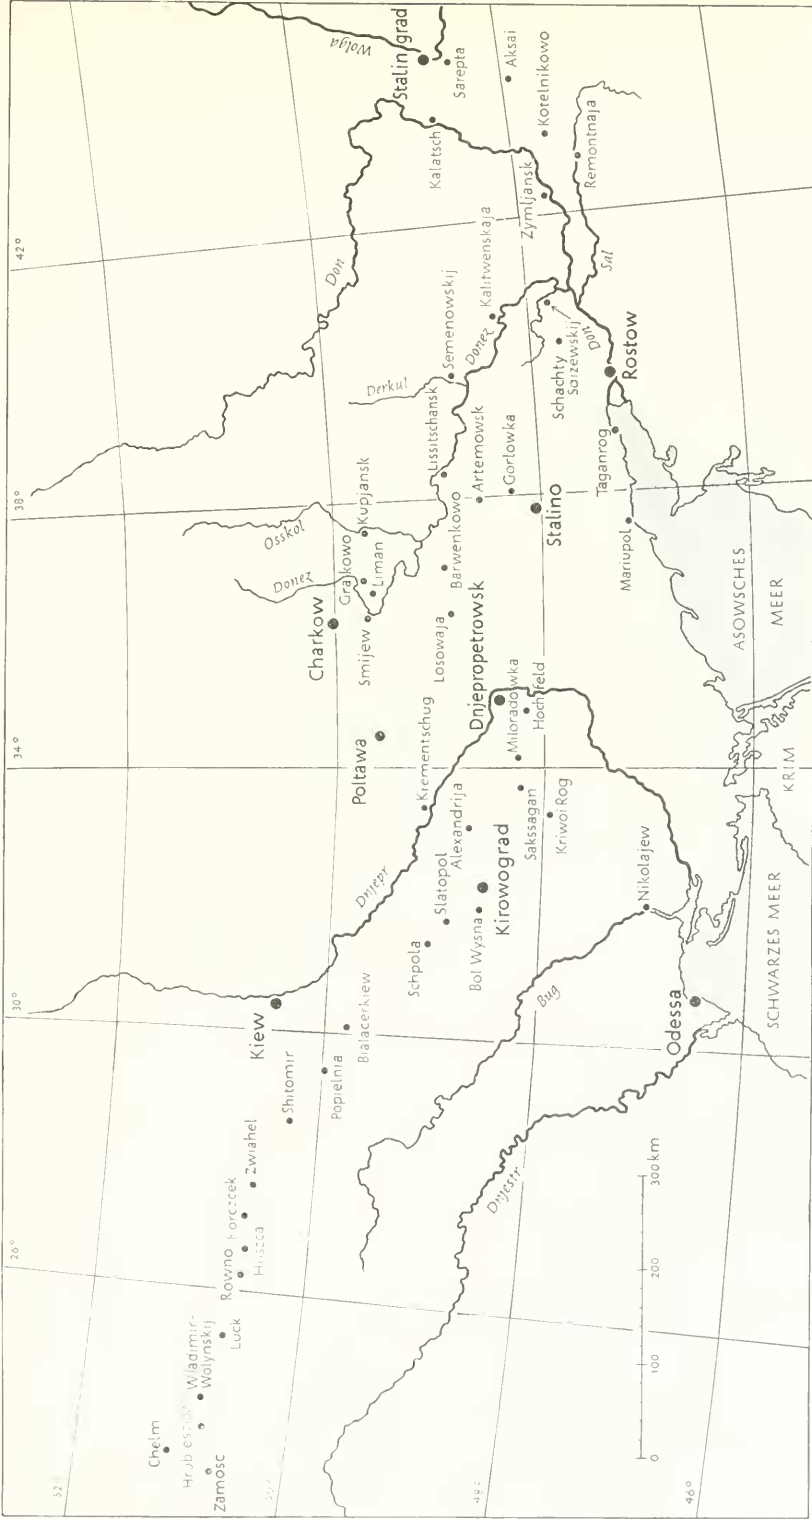 26°
30°
34°
38°
42°
Chelm
Zamosc
Wladimir-
Wolynskij
Luck
Rowno
Zwiahel
Shitomir
Kiew
Popielnia
Bialacerkiew
Dnjepr
Poltawa
Charkow
Donez
Osskol
Grakowo
Kupjansk
Smijew
Liman
Derkul
Don
Wolga
Stalingrad
Sarepta
Kalatsch
Aksai
Kotelnikowo
Semenowskij
Lissitschansk
Donez
Kalitwenskaja
Zymljansk
Remontnaja
Sal
Losowaja
Barwenkowo
Artemowsk
Gorlowka
Stalino
Schachty
Don
Rostow
Taganrog
Mariupol
Krementschug
Dnjepropetrowsk
Miloradowka
Hochfeld
Schpola
Slatopol
Alexandrija
Bol Wysna
Kirowograd
Sakssagan
Kriwoi Rog
Nikolajew
Bug
Dnjestr
Odessa
48°
46°
ASOWSCHES
MEER
KRIM
SCHWARZES MEER
0 100 200 300 km